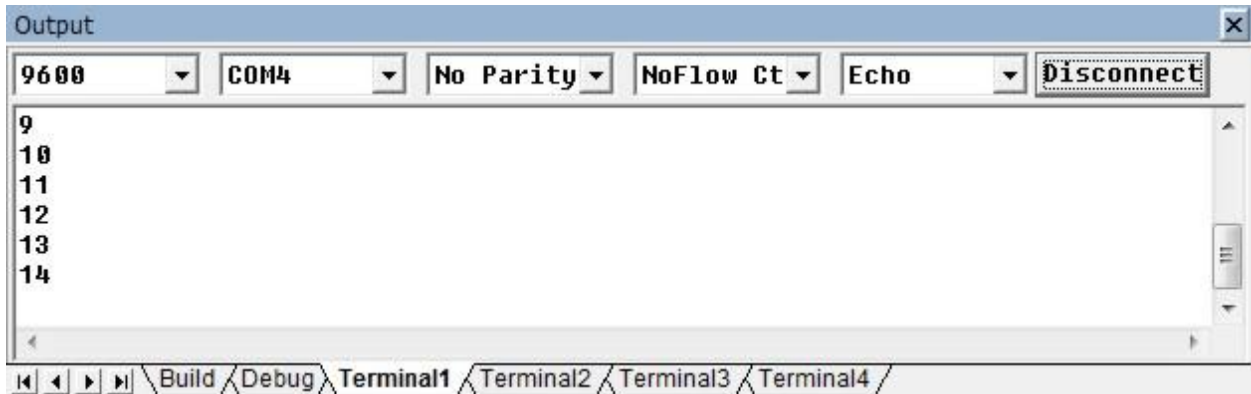 Output
9600 COM4 No Parity NoFlow Ct Echo Disconnect
9
10
11
12
13
14
Build Debug Terminal1 Terminal2 Terminal3 Terminal4